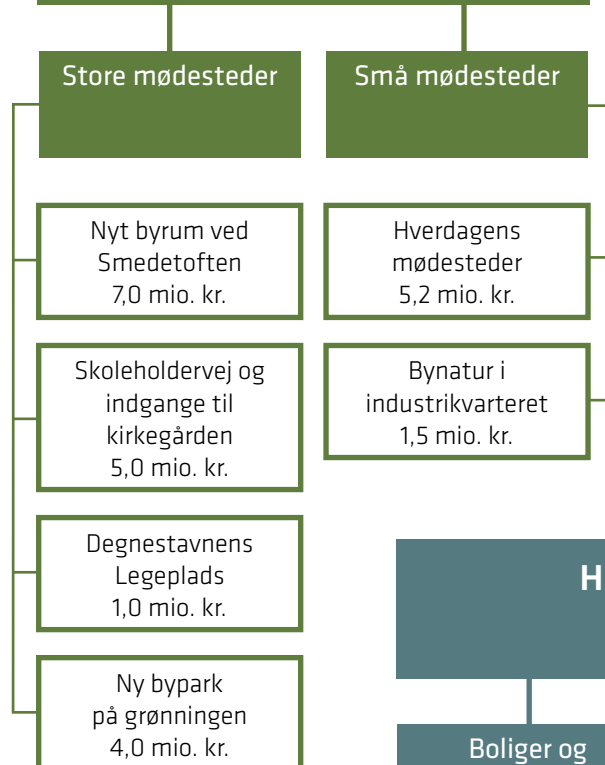 Store mødesteder
Små mødesteder
Nyt byrum ved
Smedetoften
7,0 mio. kr.
Hverdagens
mødesteder
5,2 mio. kr.
Skoleholdervej og
indgange til
kirkegården
5,0 mio. kr.
Bynatur i
industrikvarteret
1,5 mio. kr.
Degnestavnens
Legeplads
1,0 mio. kr.
Ny bypark
på grønningen
4,0 mio. kr.
H
Boliger og